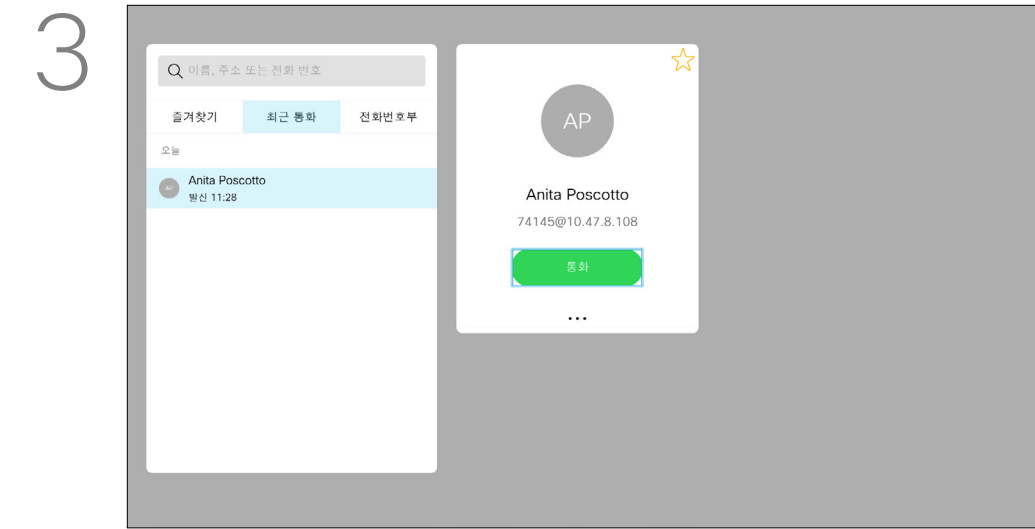 3
이름, 주소 또는 전화 번호
즐겨찾기 최근 통화 전화번호부
오늘
AP Anita Poscotto
발신 11:28
AP
Anita Poscotto
74145@10.47.8.108
통화
...